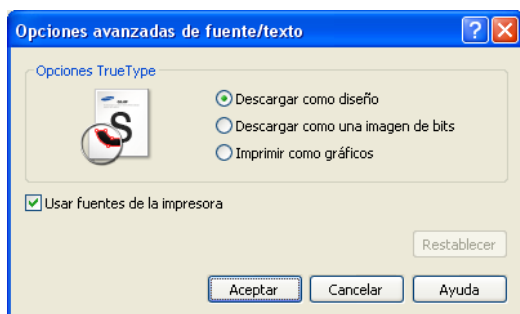 Opciones avanzadas de fuente/texto
Opciones TrueType
S
Descargar como diseño
Descargar como una imagen de bits
Imprimir como gráficos
Usar fuentes de la impresora
Restablecer
Aceptar Cancelar Ayuda